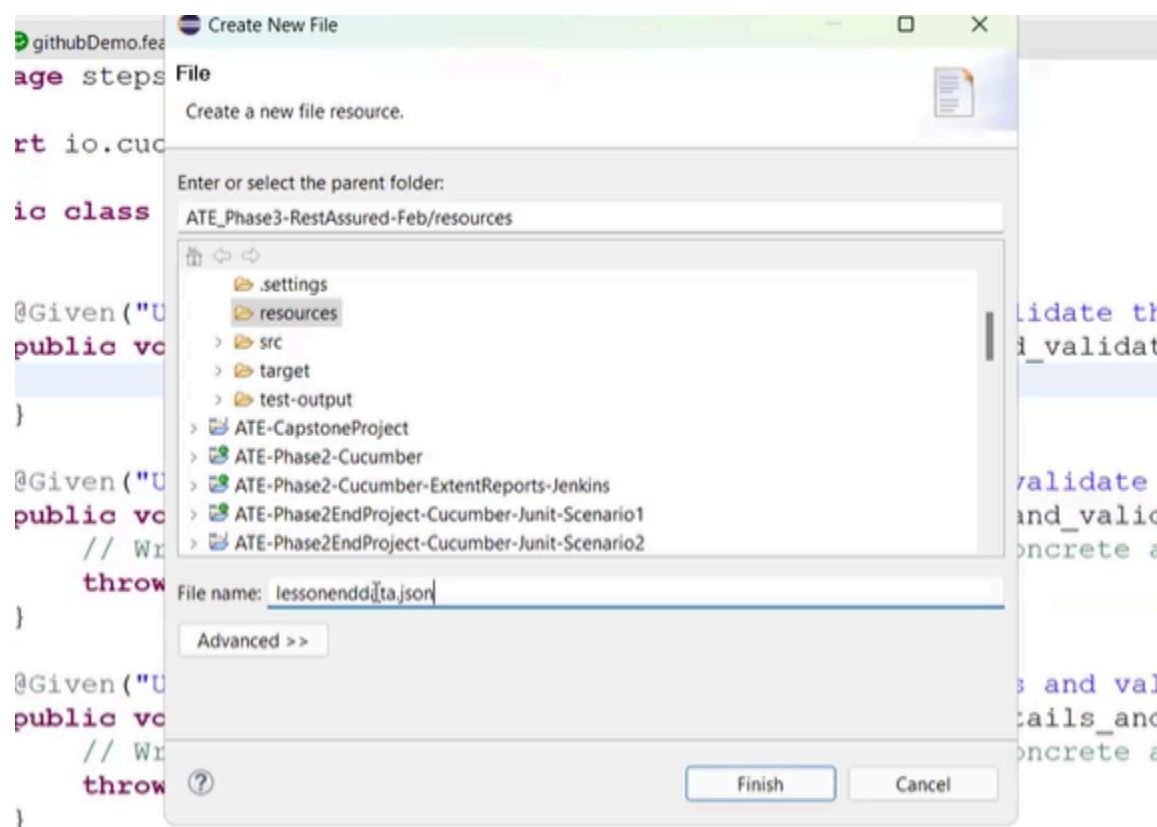 Create New File
githubDemo.fea
age steps
File
Create a new file resource.
rt io.cuc
Enter or select the parent folder:
ic class
ATE_Phase3-RestAssured-Feb/resources
.settings
@Given("U
resources
lidate th
public vo
src
d_validat
target
test-output
}
ATE-CapstoneProject
ATE-Phase2-Cucumber
@Given("U
ATE-Phase2-Cucumber-ExtentReports-Jenkins
validate
public vo
ATE-Phase2EndProject-Cucumber-Junit-Scenario1
and_valid
// Wr
ATE-Phase2EndProject-Cucumber-Junit-Scenario2
oncrete a
throw
File name:
}
Advanced >>
@Given("U
s and val
public vo
tails_and
// Wr
oncrete a
throw
Finish
Cancel
}